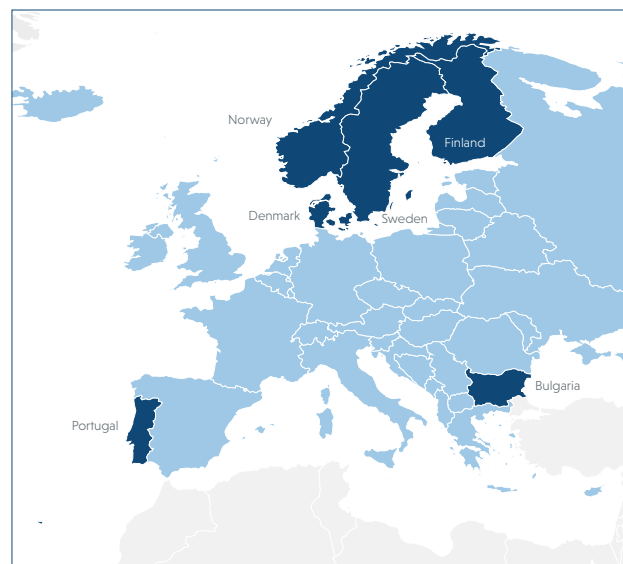 Norway
Finland
Denmark
Sweden
Bulgaria
Portugal